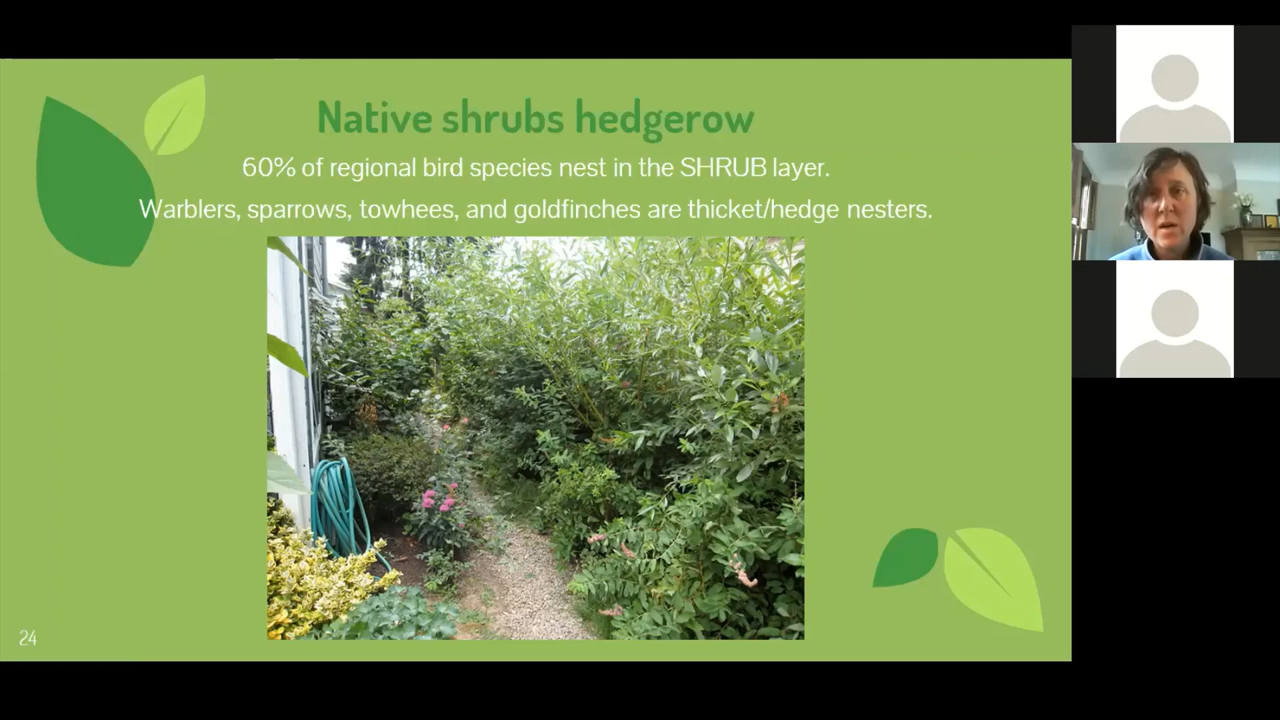 Native shrubs hedgerow
60% of regional bird species nest in the SHRUB layer.
Warblers, sparrows, towhees, and goldfinches are thicket/hedge nesters.
24